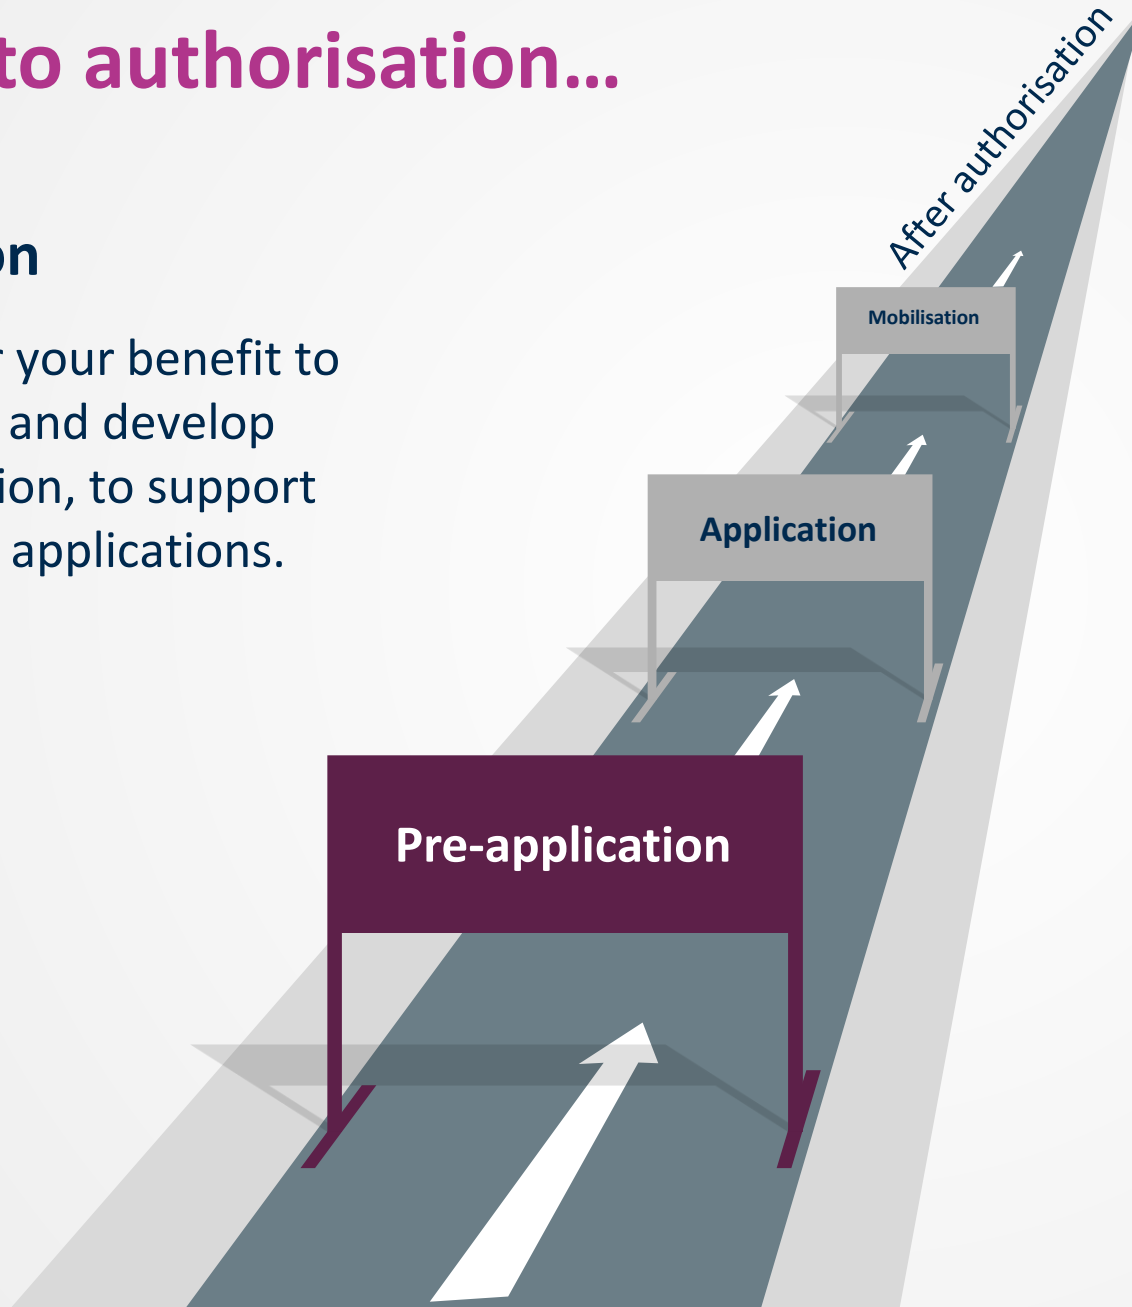 to authorisation...
on
r your benefit to
and develop
ion, to support
applications.
After authorisation
Mobilisation
Application
Pre-application